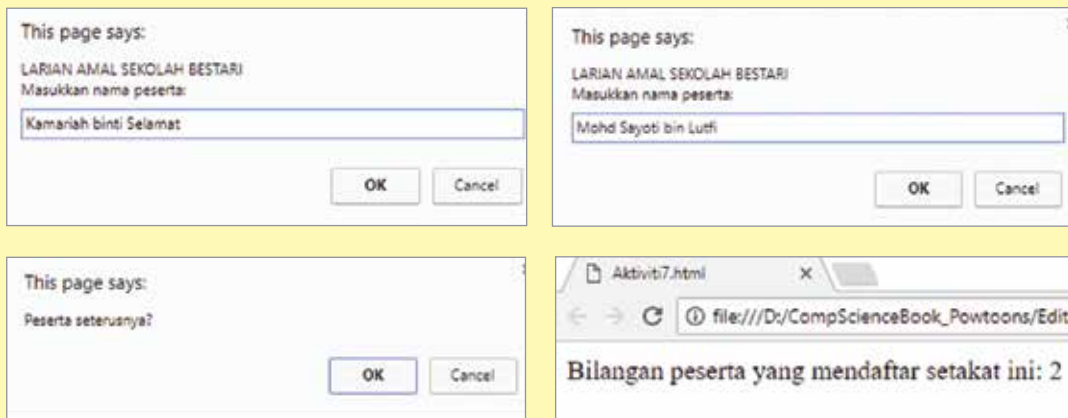 This page says:
LARIAN AMAL SEKOLAH BESTARI
Masukkan nama peserta:
Kamariah binti Selamat
OK Cancel
This page says:
LARIAN AMAL SEKOLAH BESTARI
Masukkan nama peserta:
Mohd Sayoti bin Lutfi
OK Cancel
This page says:
Peserta seterusnya?
OK Cancel
Aktiviti7.html
file:///D:/CompScienceBook_Powtoons/Edit
Bilangan peserta yang mendaftar setakat ini: 2